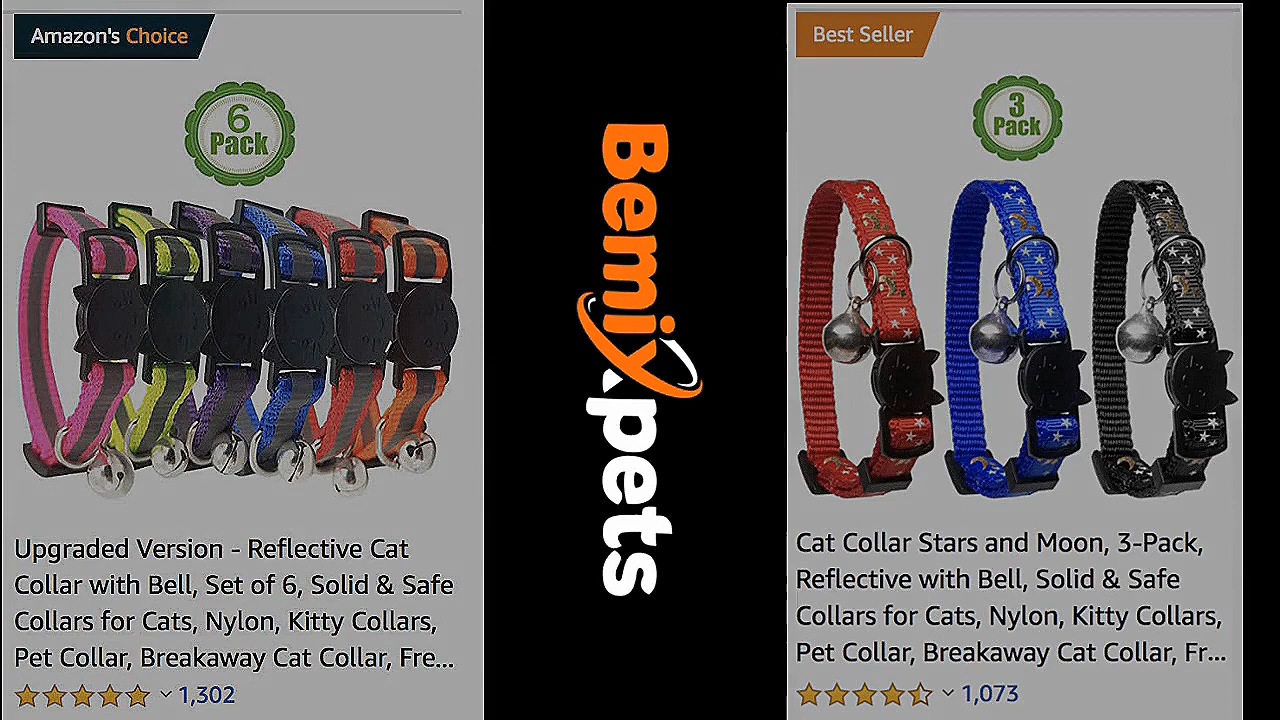 Amazon's Choice
6
Pack
Upgraded Version - Reflective Cat
Collar with Bell, Set of 6, Solid & Safe
Collars for Cats, Nylon, Kitty Collars,
Pet Collar, Breakaway Cat Collar, Fre...
1,302
Bemixpets
Best Seller
3
Pack
Cat Collar Stars and Moon, 3-Pack,
Reflective with Bell, Solid & Safe
Collars for Cats, Nylon, Kitty Collars,
Pet Collar, Breakaway Cat Collar, Fr...
1,073